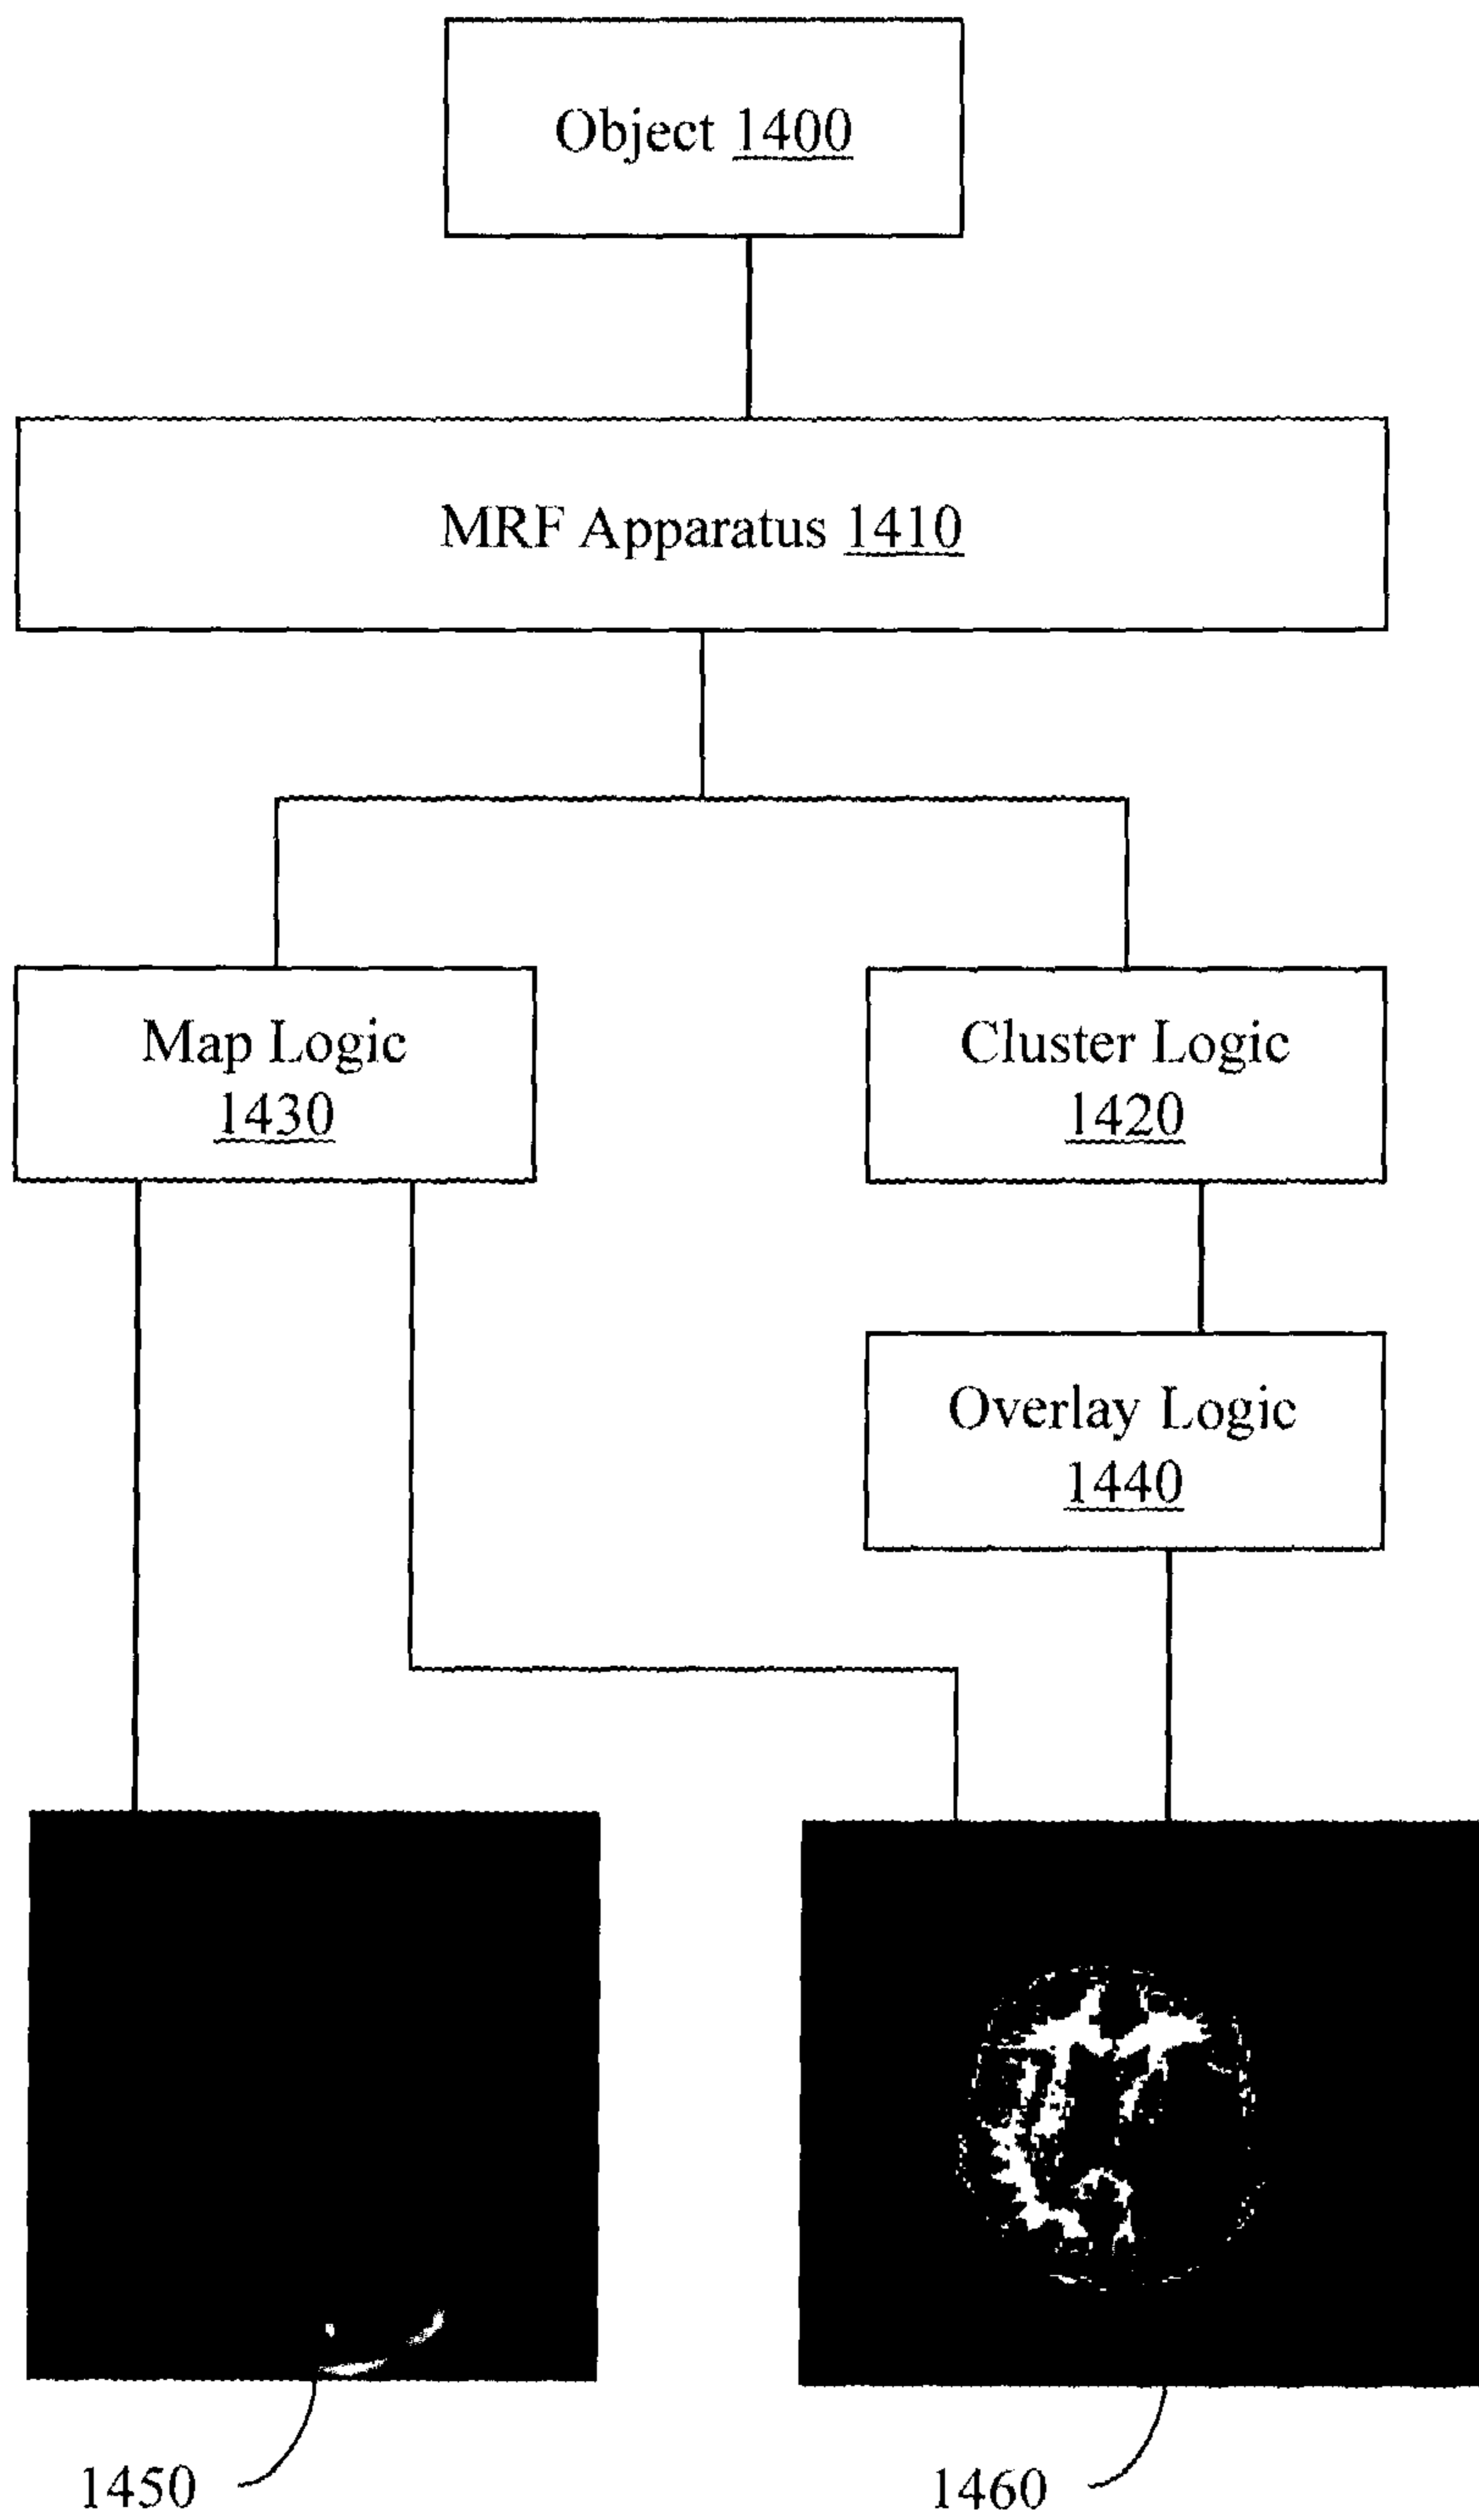 Object 1400
MRF Apparatus 1410
Map Logic
1430
Cluster Logic
1420
Overlay Logic
1440
1450
1460